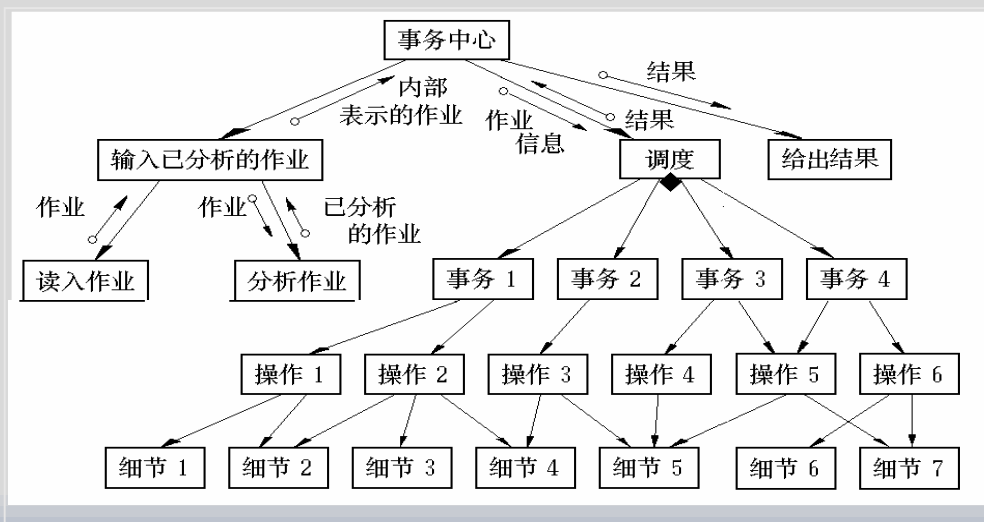 事务中心
结果
内部
表示的作业
作业
信息
结果
输入已分析的作业
调度
给出结果
作业
作业
已分析
的作业
读入作业
分析作业
事务 1
事务 2
事务 3
事务 4
操作 1
操作 2
操作 3
操作 4
操作 5
操作 6
细节 1
细节 2
细节 3
细节 4
细节 5
细节 6
细节 7